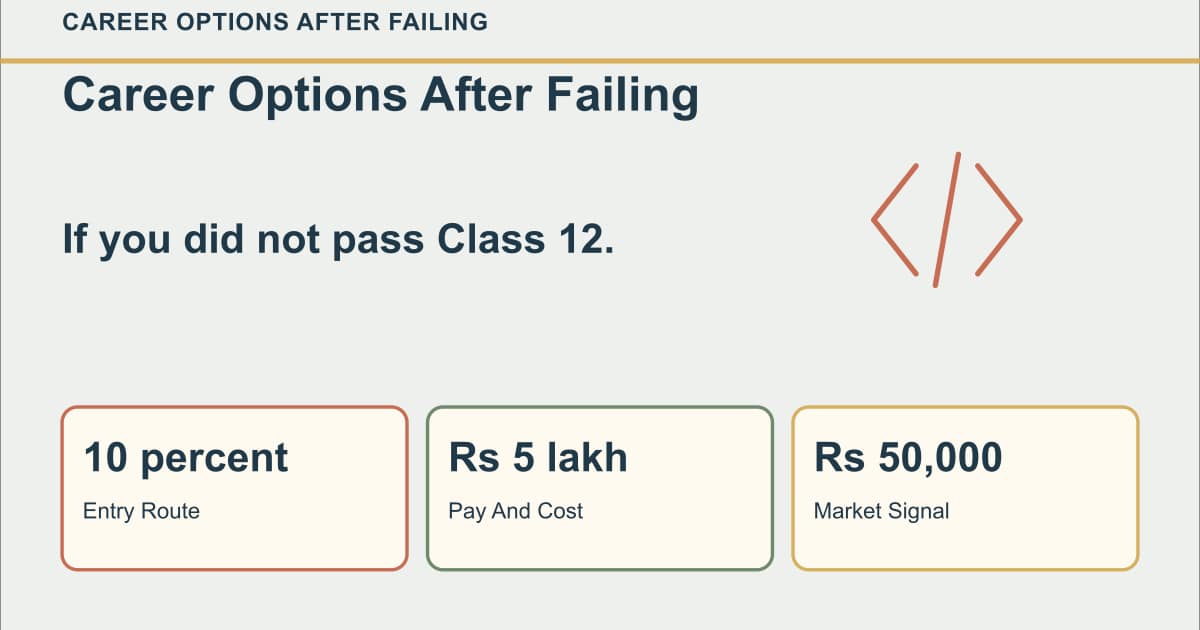 CAREER OPTIONS AFTER FAILING
Career Options After Failing
If you did not pass Class 12.
10 percent
Entry Route
Rs 5 lakh
Pay And Cost
Rs 50,000
Market Signal